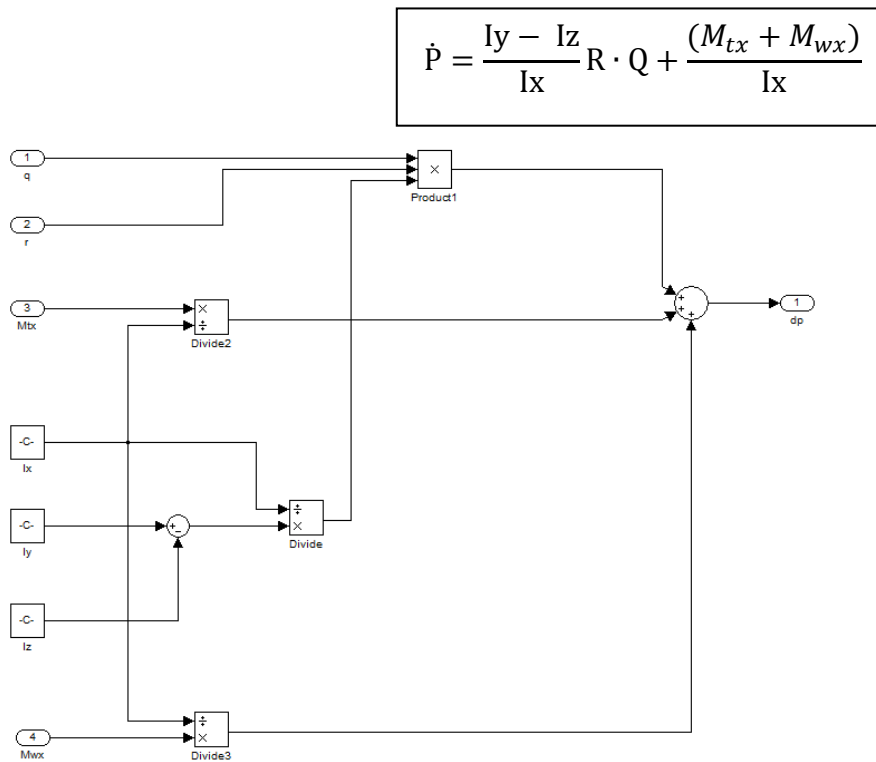 Ṗ = (Iy − Iz)/Ix R · Q + (M_tx + M_wx)/Ix
1
q
×
Product1
2
r
3
Mtx
×
÷
Divide2
+
+
+
1
dp
-C-
Ix
÷
×
Divide
-C-
Iy
+
−
-C-
Iz
4
Mwx
÷
×
Divide3